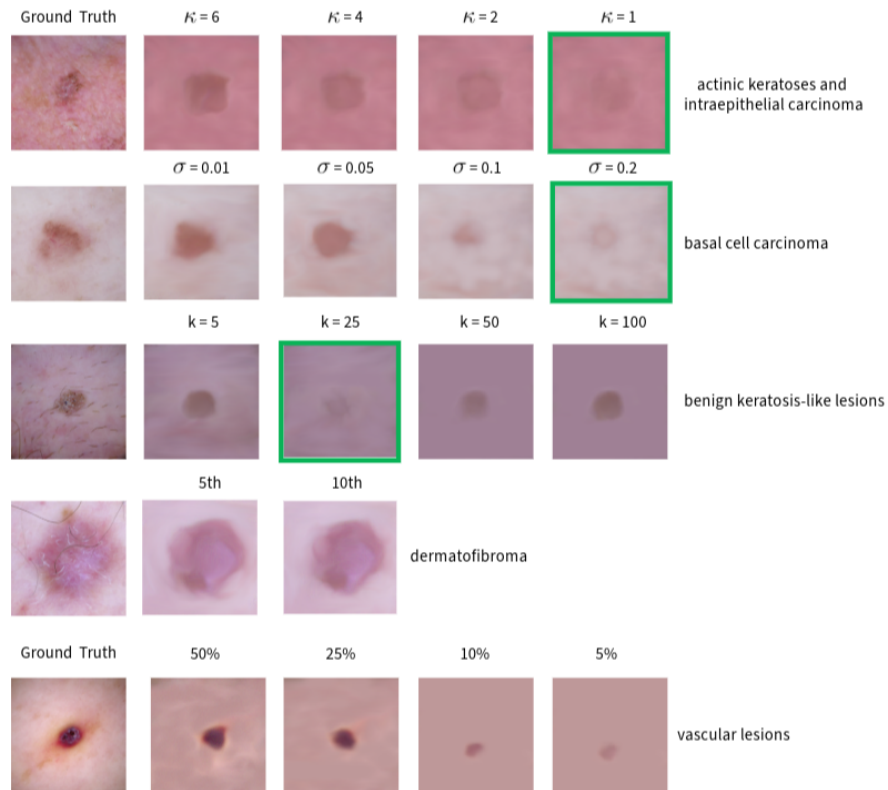 Ground Truth
κ = 6
κ = 4
κ = 2
κ = 1
actinic keratoses and
intraepithelial carcinoma
σ = 0.01
σ = 0.05
σ = 0.1
σ = 0.2
basal cell carcinoma
k = 5
k = 25
k = 50
k = 100
benign keratosis-like lesions
5th
10th
dermatofibroma
Ground Truth
50%
25%
10%
5%
vascular lesions